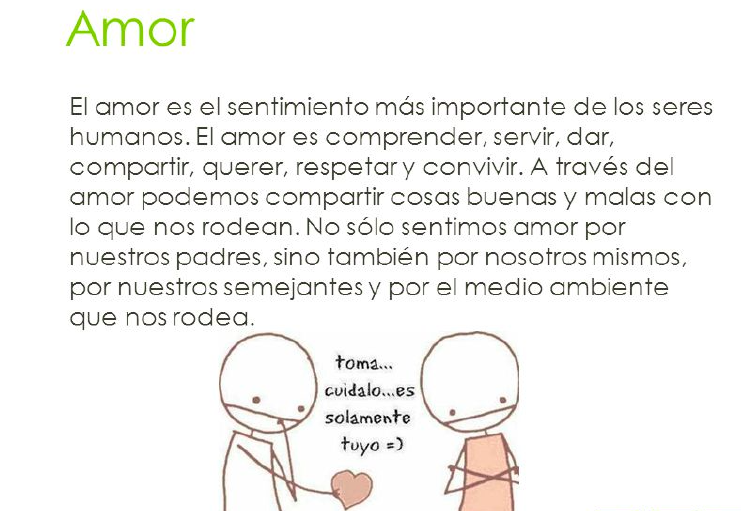 Amor
El amor es el sentimiento más importante de los seres
humanos. El amor es comprender, servir, dar,
compartir, querer, respetar y convivir. A través del
amor podemos compartir cosas buenas y malas con
lo que nos rodean. No sólo sentimos amor por
nuestros padres, sino también por nosotros mismos,
por nuestros semejantes y por el medio ambiente
que nos rodea.
toma...
cuidalo...es
solamente
tuyo =)